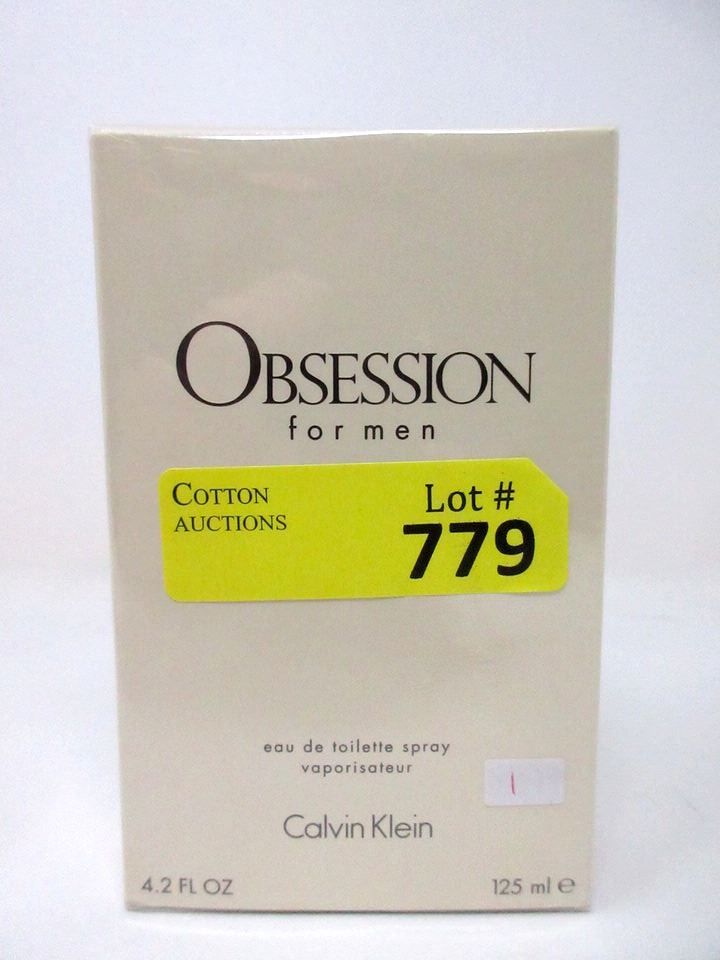 OBSESSION
for men
COTTON
AUCTIONS
Lot #
779
eau de toilette spray
vaporisateur
I
Calvin Klein
4.2 FL OZ
125 ml ℮